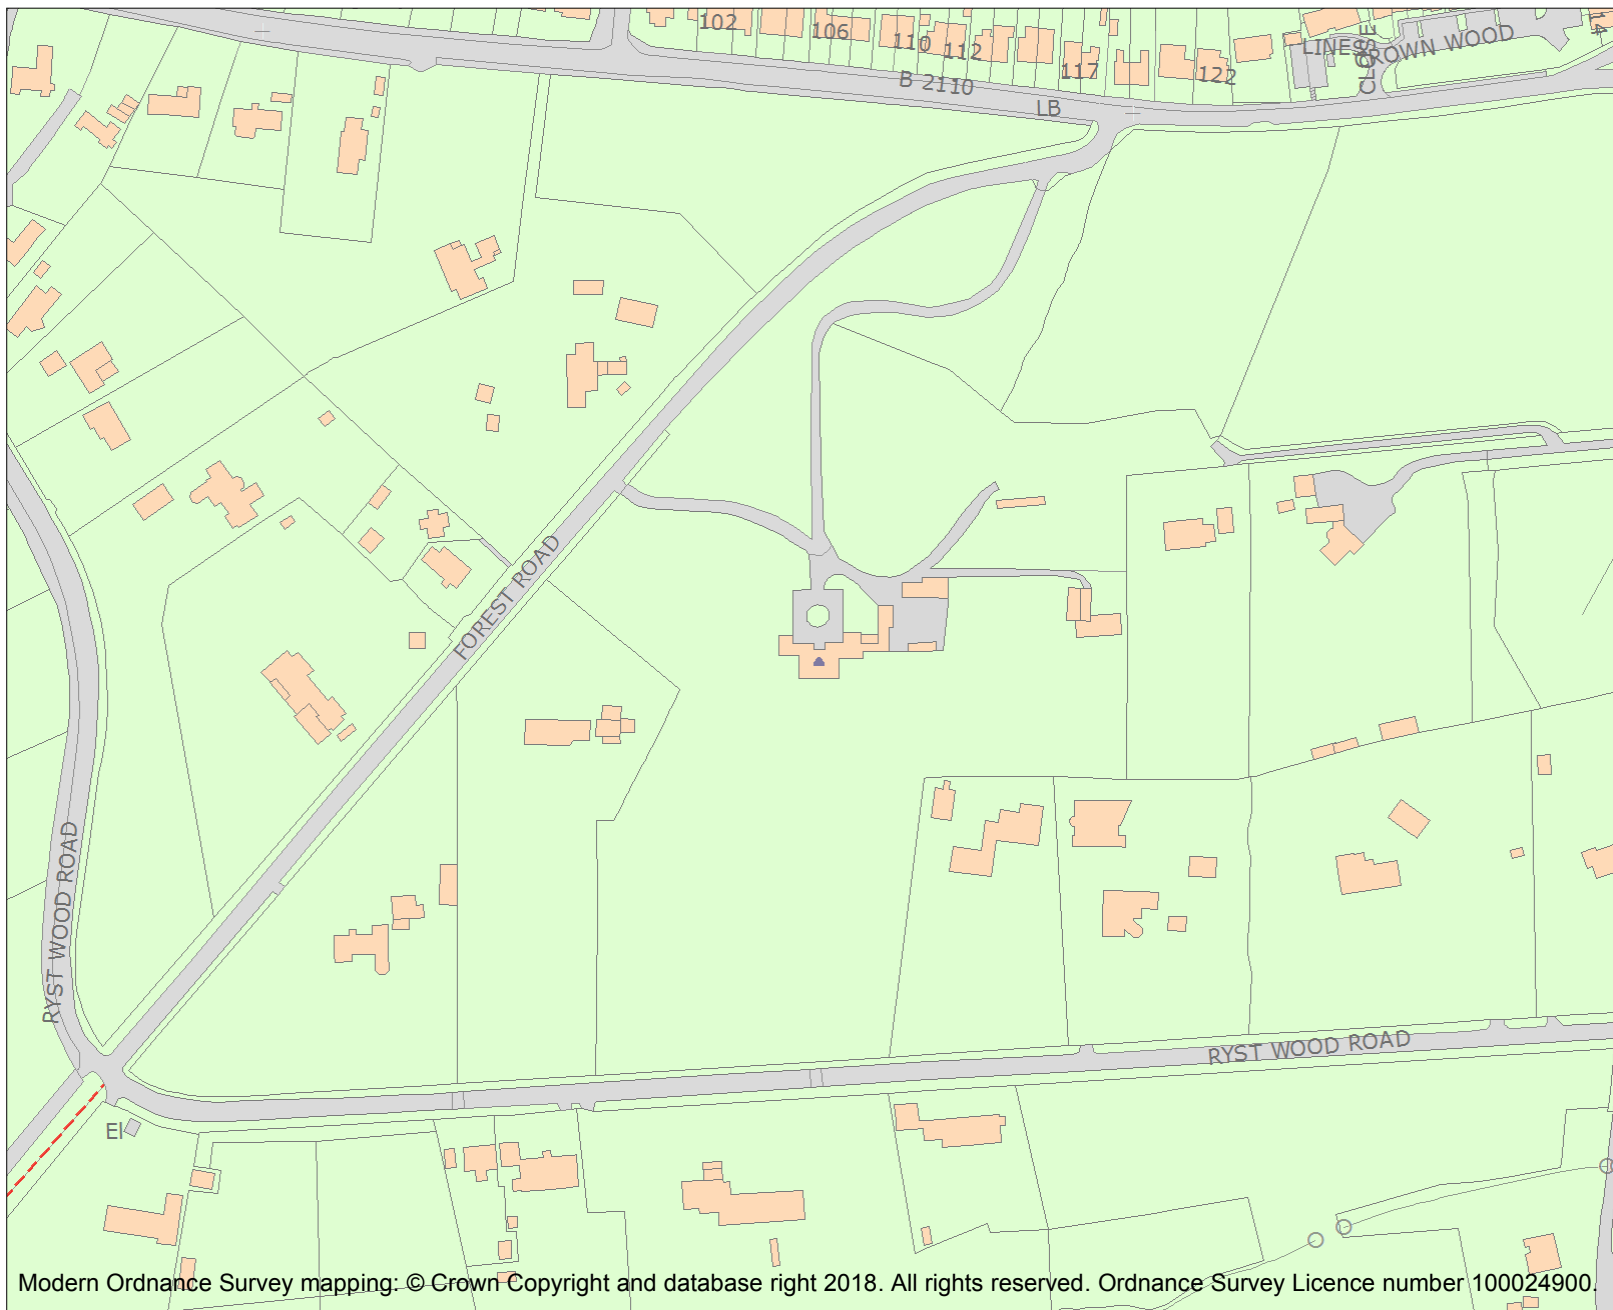 102
106
110
112
117
122
LINES
CLOSE
ROWN WOOD
14
B 2110
LB
FOREST ROAD
RYST WOOD ROAD
RYST WOOD ROAD
El
Modern Ordnance Survey mapping: © Crown Copyright and database right 2018. All rights reserved. Ordnance Survey Licence number 100024900.